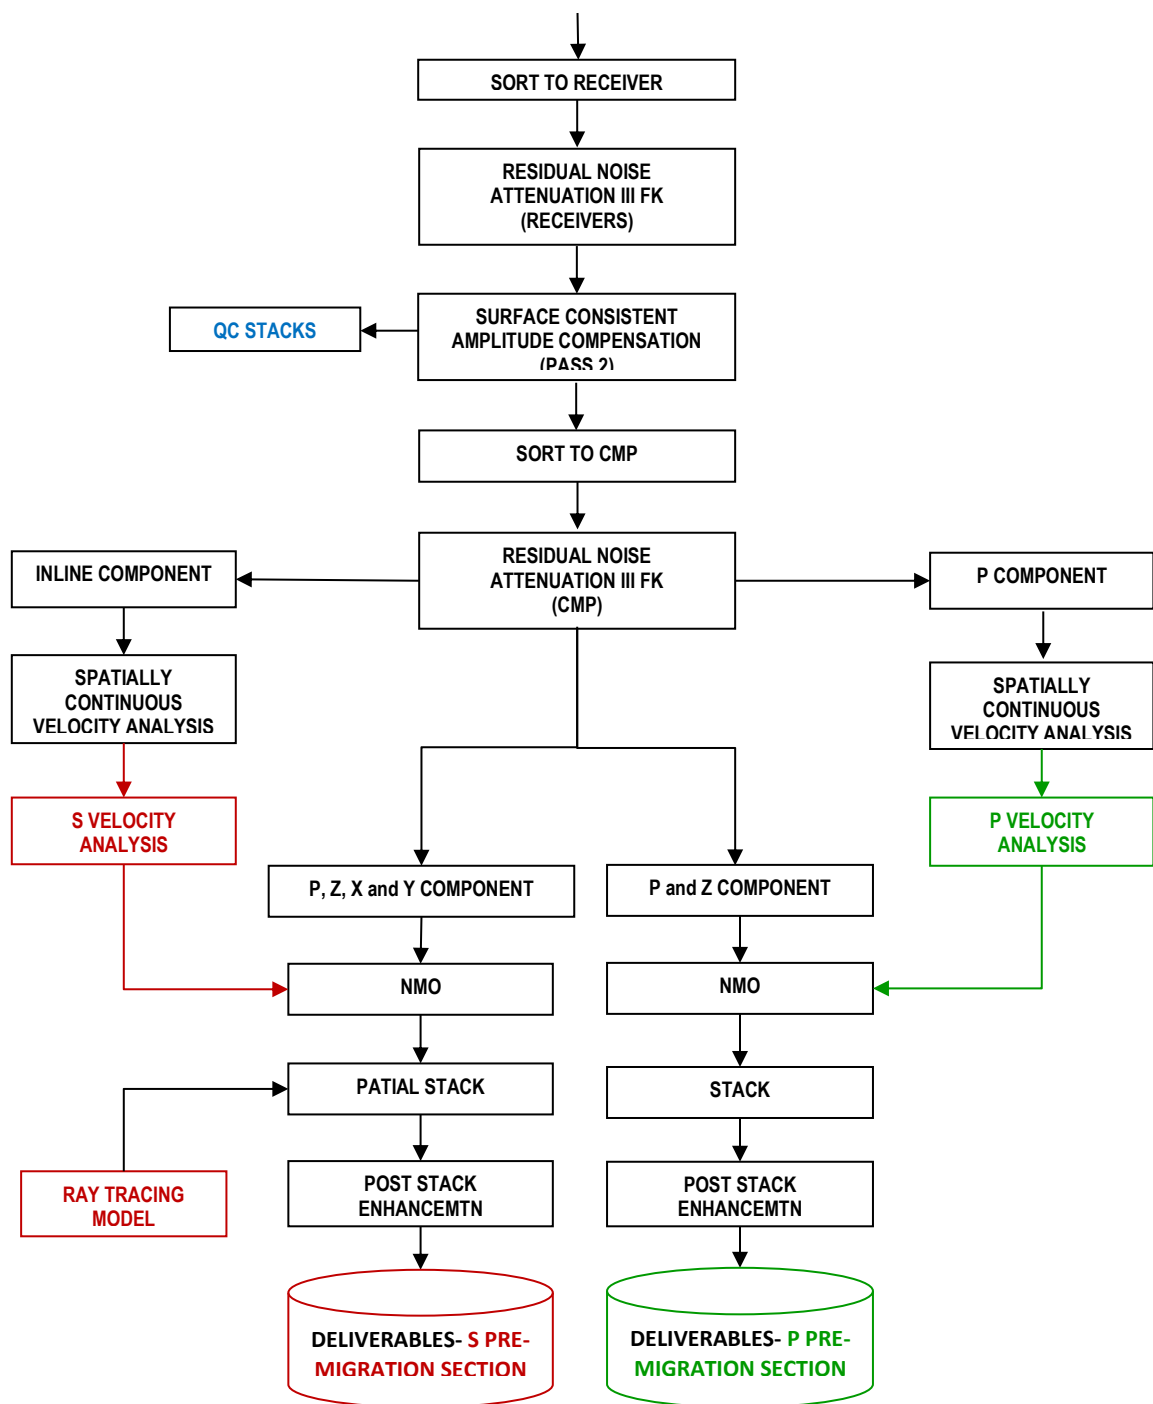 SORT TO RECEIVER
RESIDUAL NOISE
ATTENUATION III FK
(RECEIVERS)
SURFACE CONSISTENT
AMPLITUDE COMPENSATION
(PASS 2)
QC STACKS
SORT TO CMP
RESIDUAL NOISE
ATTENUATION III FK
(CMP)
INLINE COMPONENT
P COMPONENT
SPATIALLY
CONTINUOUS
VELOCITY ANALYSIS
SPATIALLY
CONTINUOUS
VELOCITY ANALYSIS
S VELOCITY
ANALYSIS
P VELOCITY
ANALYSIS
P, Z, X and Y COMPONENT
P and Z COMPONENT
NMO
NMO
PATIAL STACK
STACK
RAY TRACING
MODEL
POST STACK
ENHANCEMTN
POST STACK
ENHANCEMTN
DELIVERABLES- S PRE-
MIGRATION SECTION
DELIVERABLES- P PRE-
MIGRATION SECTION